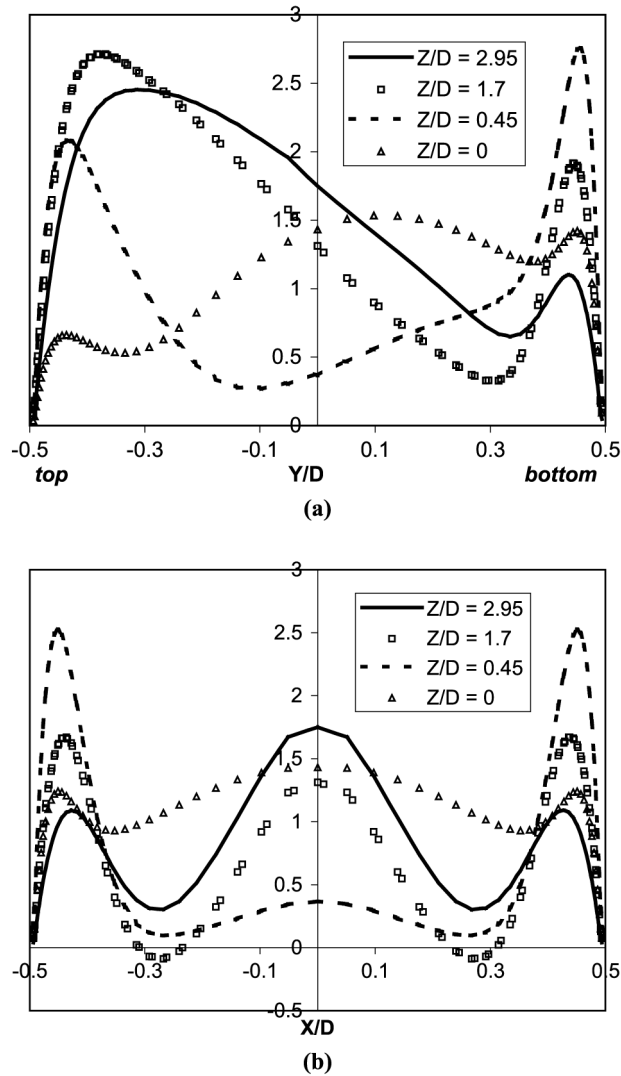 3
2.5
2
1.5
1
0.5
0
Z/D = 2.95
Z/D = 1.7
Z/D = 0.45
Z/D = 0
-0.5 -0.3 -0.1 0.1 0.3 0.5
top Y/D bottom
(a)
3
2.5
2
1.5
1
0.5
0
-0.5
Z/D = 2.95
Z/D = 1.7
Z/D = 0.45
Z/D = 0
-0.5 -0.3 -0.1 0.1 0.3 0.5
X/D
(b)